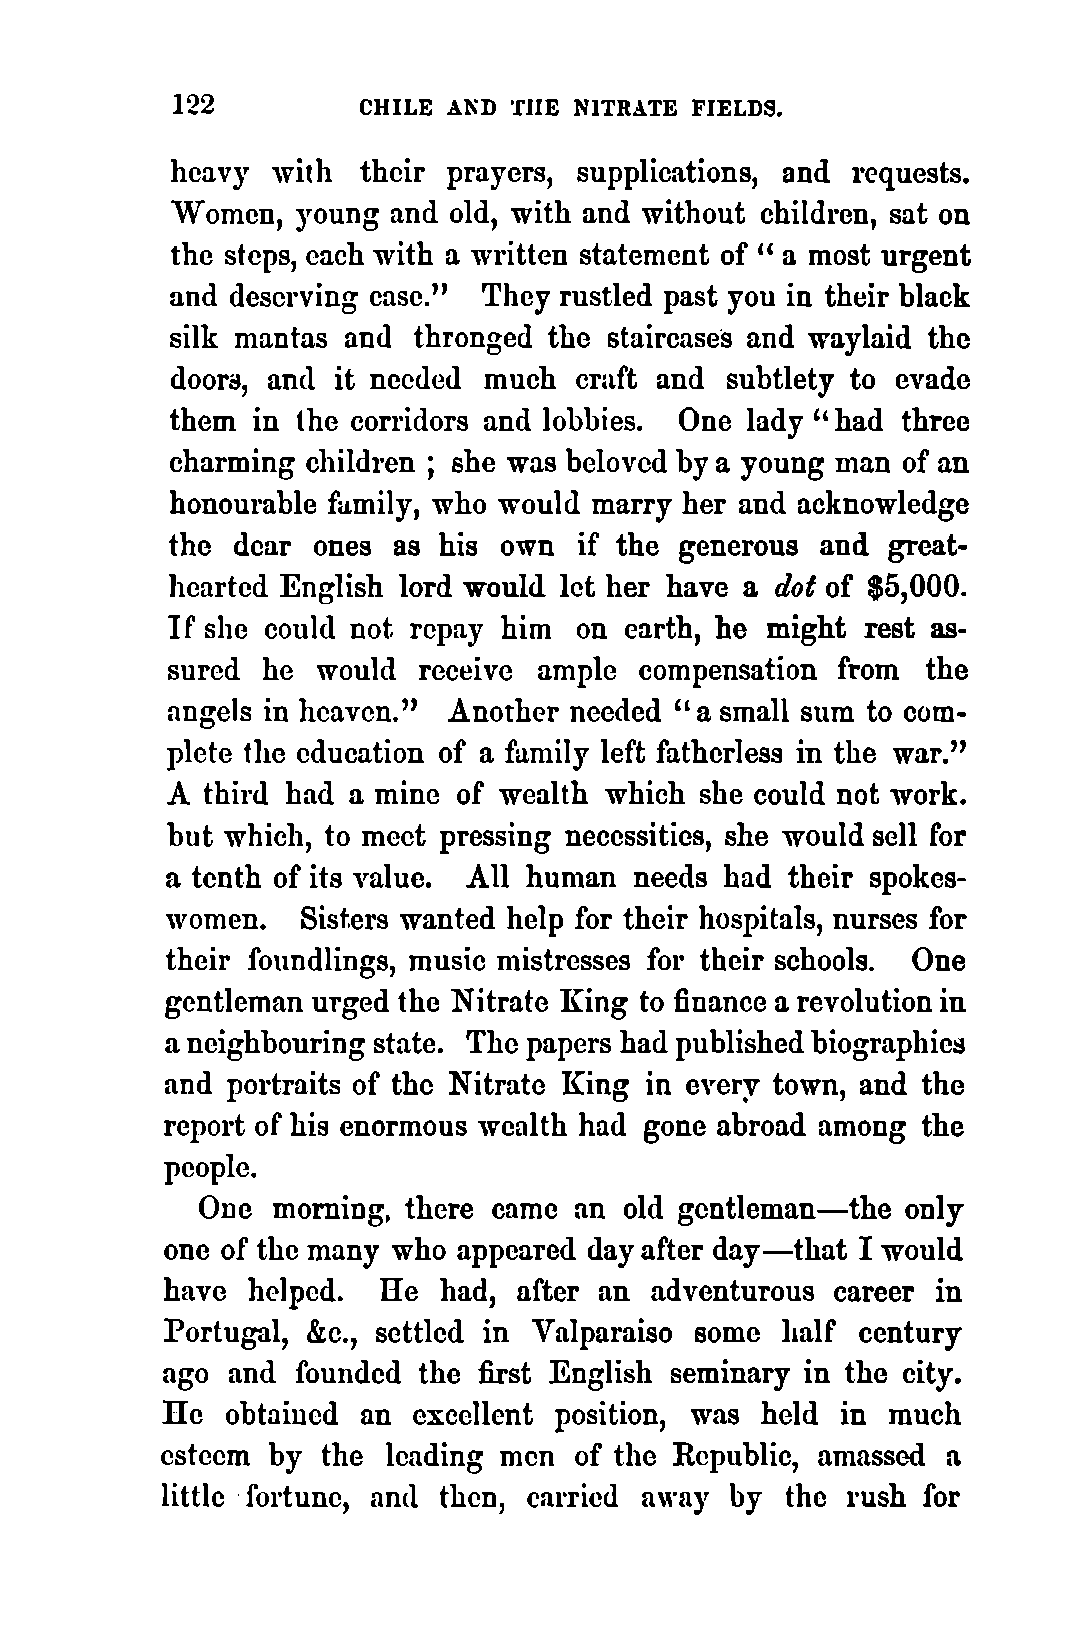 122 CHILE AND THE NITRATE FIELDS.
heavy with their prayers, supplications, and requests.
Women, young and old, with and without children, sat on
the steps, each with a written statement of “ a most urgent
and deserving case.” They rustled past you in their black
silk mantas and thronged the staircases and waylaid the
doors, and it needed much craft and subtlety to evade
them in the corridors and lobbies. One lady “had three
charming children ; she was beloved by a young man of an
honourable family, who would marry her and acknowledge
the dear ones as his own if the generous and great-
hearted English lord would let her have a dot of $5,000.
If she could not repay him on earth, he might rest as-
sured he would receive ample compensation from the
angels in heaven.” Another needed “a small sum to com-
plete the education of a family left fatherless in the war.”
A third had a mine of wealth which she could not work.
but which, to meet pressing necessities, she would sell for
a tenth of its value. All human needs had their spokes-
women. Sisters wanted help for their hospitals, nurses for
their foundlings, music mistresses for their schools. One
gentleman urged the Nitrate King to finance a revolution in
a neighbouring state. The papers had published biographies
and portraits of the Nitrate King in every town, and the
report of his enormous wealth had gone abroad among the
people.
One morning, there came an old gentleman—the only
one of the many who appeared day after day—that I would
have helped. He had, after an adventurous career in
Portugal, &c., settled in Valparaiso some half century
ago and founded the first English seminary in the city.
He obtained an excellent position, was held in much
esteem by the leading men of the Republic, amassed a
little fortune, and then, carried away by the rush for